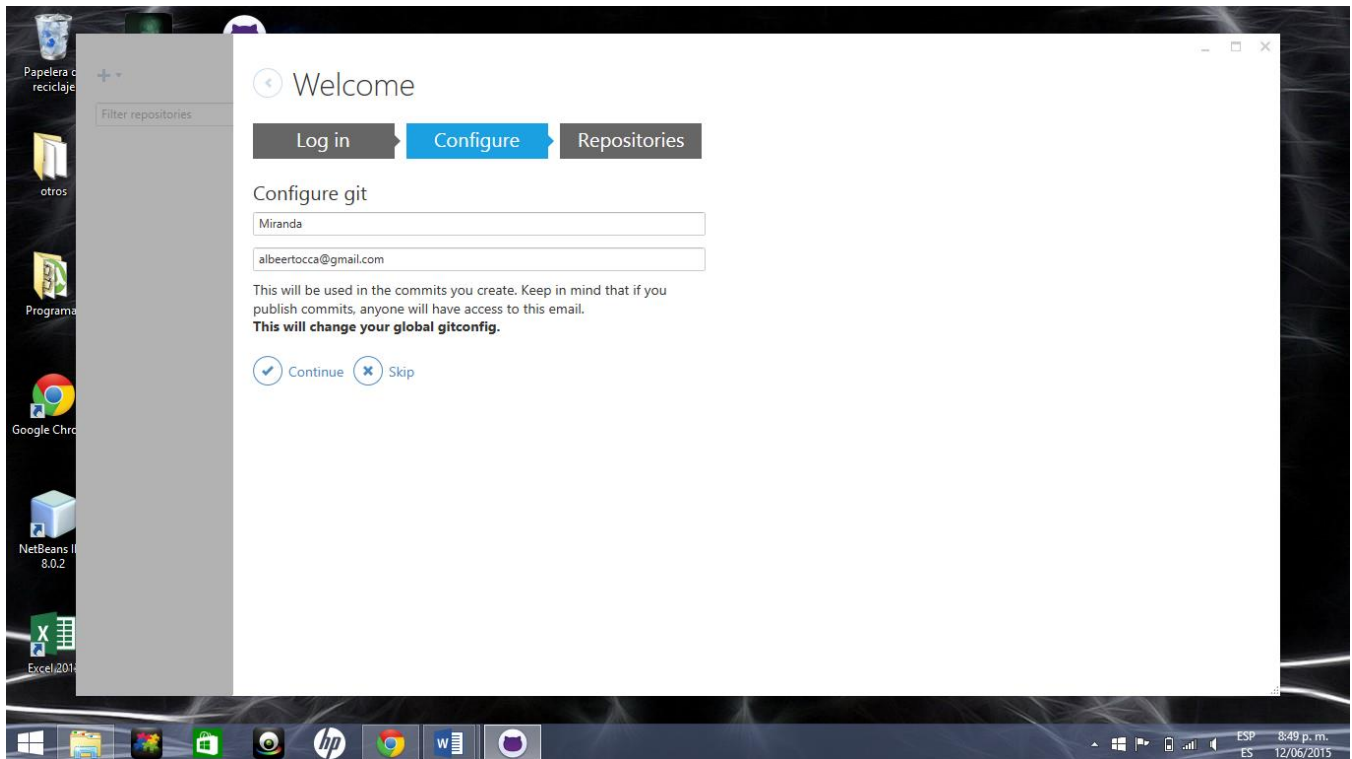 Papelera d
reciclaje
otros
Programa
Google Chro
NetBeans I
8.0.2
Excel 201
Filter repositories
Welcome
Log in
Configure
Repositories
Configure git
Miranda
albeertocca@gmail.com
This will be used in the commits you create. Keep in mind that if you
publish commits, anyone will have access to this email.
This will change your global gitconfig.
Continue
Skip
hp
ESP
ES
8:49 p. m.
12/06/2015